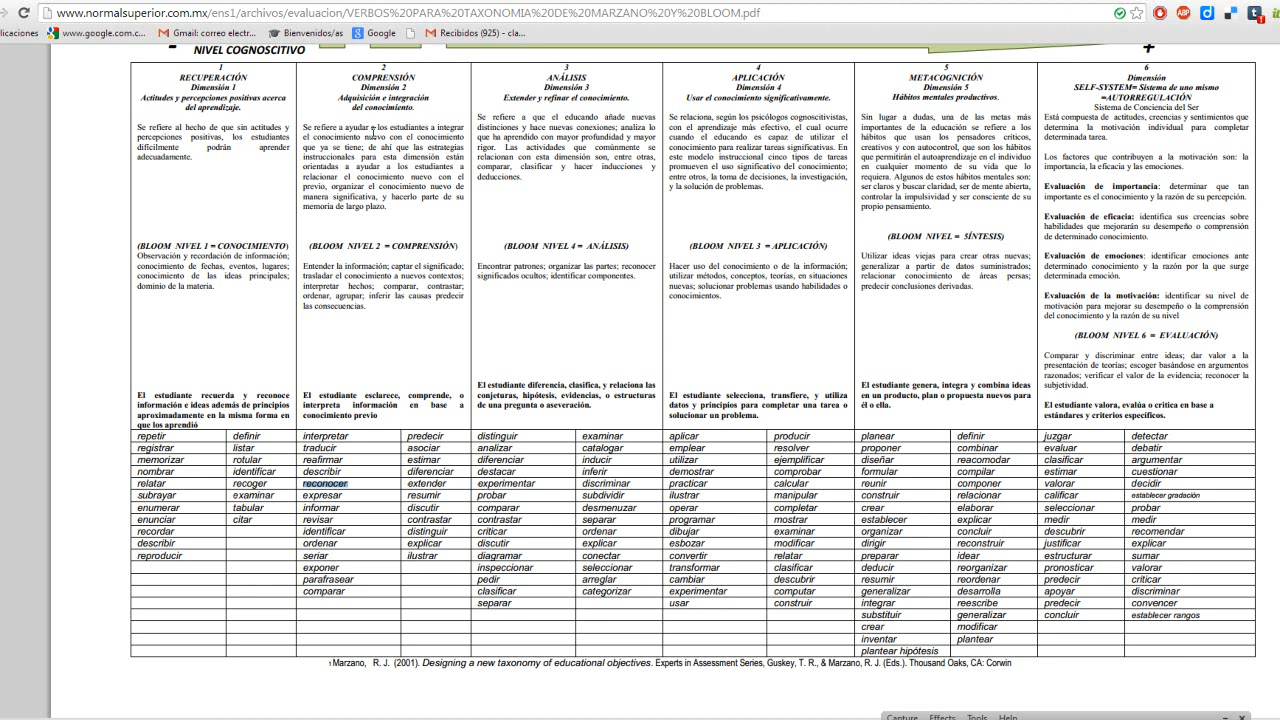 www.normalsuperior.com.mx/ens1/archivos/evaluacion/VERBOS%20PARA%20TAXONOMIA%20DE%20MARZANO%20Y%20BLOOM.pdf
licaciones www.google.com.c... Gmail: correo electr... Bienvenidos/as Google Recibidos (925) - cla...
NIVEL COGNOSCITIVO
- +
1
RECUPERACIÓN
Dimensión 1
Actitudes y percepciones positivas acerca
del aprendizaje.
Se refiere al hecho de que sin actitudes y
percepciones positivas, los estudiantes
difícilmente podrán aprender
adecuadamente.
(BLOOM NIVEL 1 = CONOCIMIENTO)
Observación y recordación de información;
conocimiento de fechas, eventos, lugares;
conocimiento de las ideas principales;
dominio de la materia.
El estudiante recuerda y reconoce
información e ideas además de principios
aproximadamente en la misma forma en
que los aprendió
2
COMPRENSIÓN
Dimensión 2
Adquisición e integración
del conocimiento.
Se refiere a ayudar a los estudiantes a integrar
el conocimiento nuevo con el conocimiento
que ya se tiene; de ahí que las estrategias
instruccionales para esta dimensión están
orientadas a ayudar a los estudiantes a
relacionar el conocimiento nuevo con el
previo, organizar el conocimiento nuevo de
manera significativa, y hacerlo parte de su
memoria de largo plazo.
(BLOOM NIVEL 2 = COMPRENSIÓN)
Entender la información; captar el significado;
trasladar el conocimiento a nuevos contextos;
interpretar hechos; comparar, contrastar;
ordenar, agrupar; inferir las causas predecir
las consecuencias.
El estudiante esclarece, comprende, o
interpreta información en base a
conocimiento previo
3
ANÁLISIS
Dimensión 3
Extender y refinar el conocimiento.
Se refiere a que el educando añade nuevas
distinciones y hace nuevas conexiones; analiza lo
que ha aprendido con mayor profundidad y mayor
rigor. Las actividades que comúnmente se
relacionan con esta dimensión son, entre otras,
comparar, clasificar y hacer inducciones y
deducciones.
(BLOOM NIVEL 4 = ANÁLISIS)
Encontrar patrones; organizar las partes; reconocer
significados ocultos; identificar componentes.
El estudiante diferencia, clasifica, y relaciona las
conjeturas, hipótesis, evidencias, o estructuras
de una pregunta o aseveración.
4
APLICACIÓN
Dimensión 4
Usar el conocimiento significativamente.
Se relaciona, según los psicólogos cognoscitivistas,
con el aprendizaje más efectivo, el cual ocurre
cuando el educando es capaz de utilizar el
conocimiento para realizar tareas significativas. En
este modelo instruccional cinco tipos de tareas
promueven el uso significativo del conocimiento;
entre otros, la toma de decisiones, la investigación,
y la solución de problemas.
(BLOOM NIVEL 3 = APLICACIÓN)
Hacer uso del conocimiento o de la información;
utilizar métodos, conceptos, teorías, en situaciones
nuevas; solucionar problemas usando habilidades o
conocimientos.
El estudiante selecciona, transfiere, y utiliza
datos y principios para completar una tarea o
solucionar un problema.
5
METACOGNICIÓN
Dimensión 5
Hábitos mentales productivos.
Sin lugar a dudas, una de las metas más
importantes de la educación se refiere a los
hábitos que usan los pensadores críticos,
creativos y con autocontrol, que son los hábitos
que permitirán el autoaprendizaje en el individuo
en cualquier momento de su vida que lo
requiera. Algunos de estos hábitos mentales son:
ser claros y buscar claridad, ser de mente abierta,
controlar la impulsividad y ser consciente de su
propio pensamiento.
(BLOOM NIVEL = 5ÍNTESIS)
Utilizar ideas viejas para crear otras nuevas;
generalizar a partir de datos suministrados;
relacionar conocimiento de áreas persas;
predecir conclusiones derivadas.
El estudiante genera, integra y combina ideas
en un producto, plan o propuesta nuevos para
él o ella.
6
Dimensión
SELF-SYSTEM= Sistema de uno mismo
=AUTORREGULACIÓN
Sistema de Conciencia del Ser
Está compuesta de actitudes, creencias y sentimientos que
determina la motivación individual para completar
determinada tarea.
Los factores que contribuyen a la motivación son: la
importancia, la eficacia y las emociones.
Evaluación de importancia: determinar que tan
importante es el conocimiento y la razón de su percepción.
Evaluación de eficacia: identifica sus creencias sobre
habilidades que mejorarán su desempeño o comprensión
de determinado conocimiento.
Evaluación de emociones: identificar emociones ante
determinado conocimiento y la razón por la que surge
determinada emoción.
Evaluación de la motivación: identificar su nivel de
motivación para mejorar su desempeño o la comprensión
del conocimiento y la razón de su nivel
(BLOOM NIVEL 6 = EVALUACIÓN)
Comparar y discriminar entre ideas; dar valor a la
presentación de teorías; escoger basándose en argumentos
razonados; verificar el valor de la evidencia; reconocer la
subjetividad.
El estudiante valora, evalúa o critica en base a
estándares y criterios específicos.
repetir definir interpretar predecir distinguir examinar aplicar producir planear definir juzgar detectar
registrar listar traducir asociar analizar catalogar emplear resolver proponer combinar evaluar debatir
memorizar rotular reafirmar estimar diferenciar inducir utilizar ejemplificar diseñar reacomodar clasificar argumentar
nombrar identificar describir diferenciar destacar inferir demostrar comprobar formular compilar estimar cuestionar
relatar recoger reconocer extender experimentar discriminar practicar calcular reunir componer valorar decidir
subrayar examinar expresar resumir probar subdividir ilustrar manipular construir relacionar calificar establecer gradación
enumerar tabular informar discutir comparar desmenuzar operar completar crear elaborar seleccionar probar
enunciar citar revisar contrastar contrastar separar programar mostrar establecer explicar medir medir
recordar identificar distinguir criticar ordenar dibujar examinar organizar concluir descubrir recomendar
describir ordenar contrastar discutir explicar esbozar modificar dirigir reconstruir justificar explicar
reproducir seriar ilustrar diagramar conectar convertir relatar preparar idear estructurar sumar
exponer inspeccionar seleccionar transformar clasificar deducir reorganizar pronosticar valorar
parafrasear pedir arreglar cambiar descubrir resumir reordenar predecir críticar
comparar clasificar categorizar experimentar computar generalizar desarrolla apoyar discriminar
separar usar construir integrar reescribe predecir convencer
substituir generalizar concluir establecer rangos
crear modificar
inventar plantear
plantear hipótesis
1Marzano, R. J. (2001). Designing a new taxonomy of educational objectives. Experts in Assessment Series, Guskey, T. R., & Marzano, R. J. (Eds.). Thousand Oaks, CA: Corwin
Capture Effects Tools Help